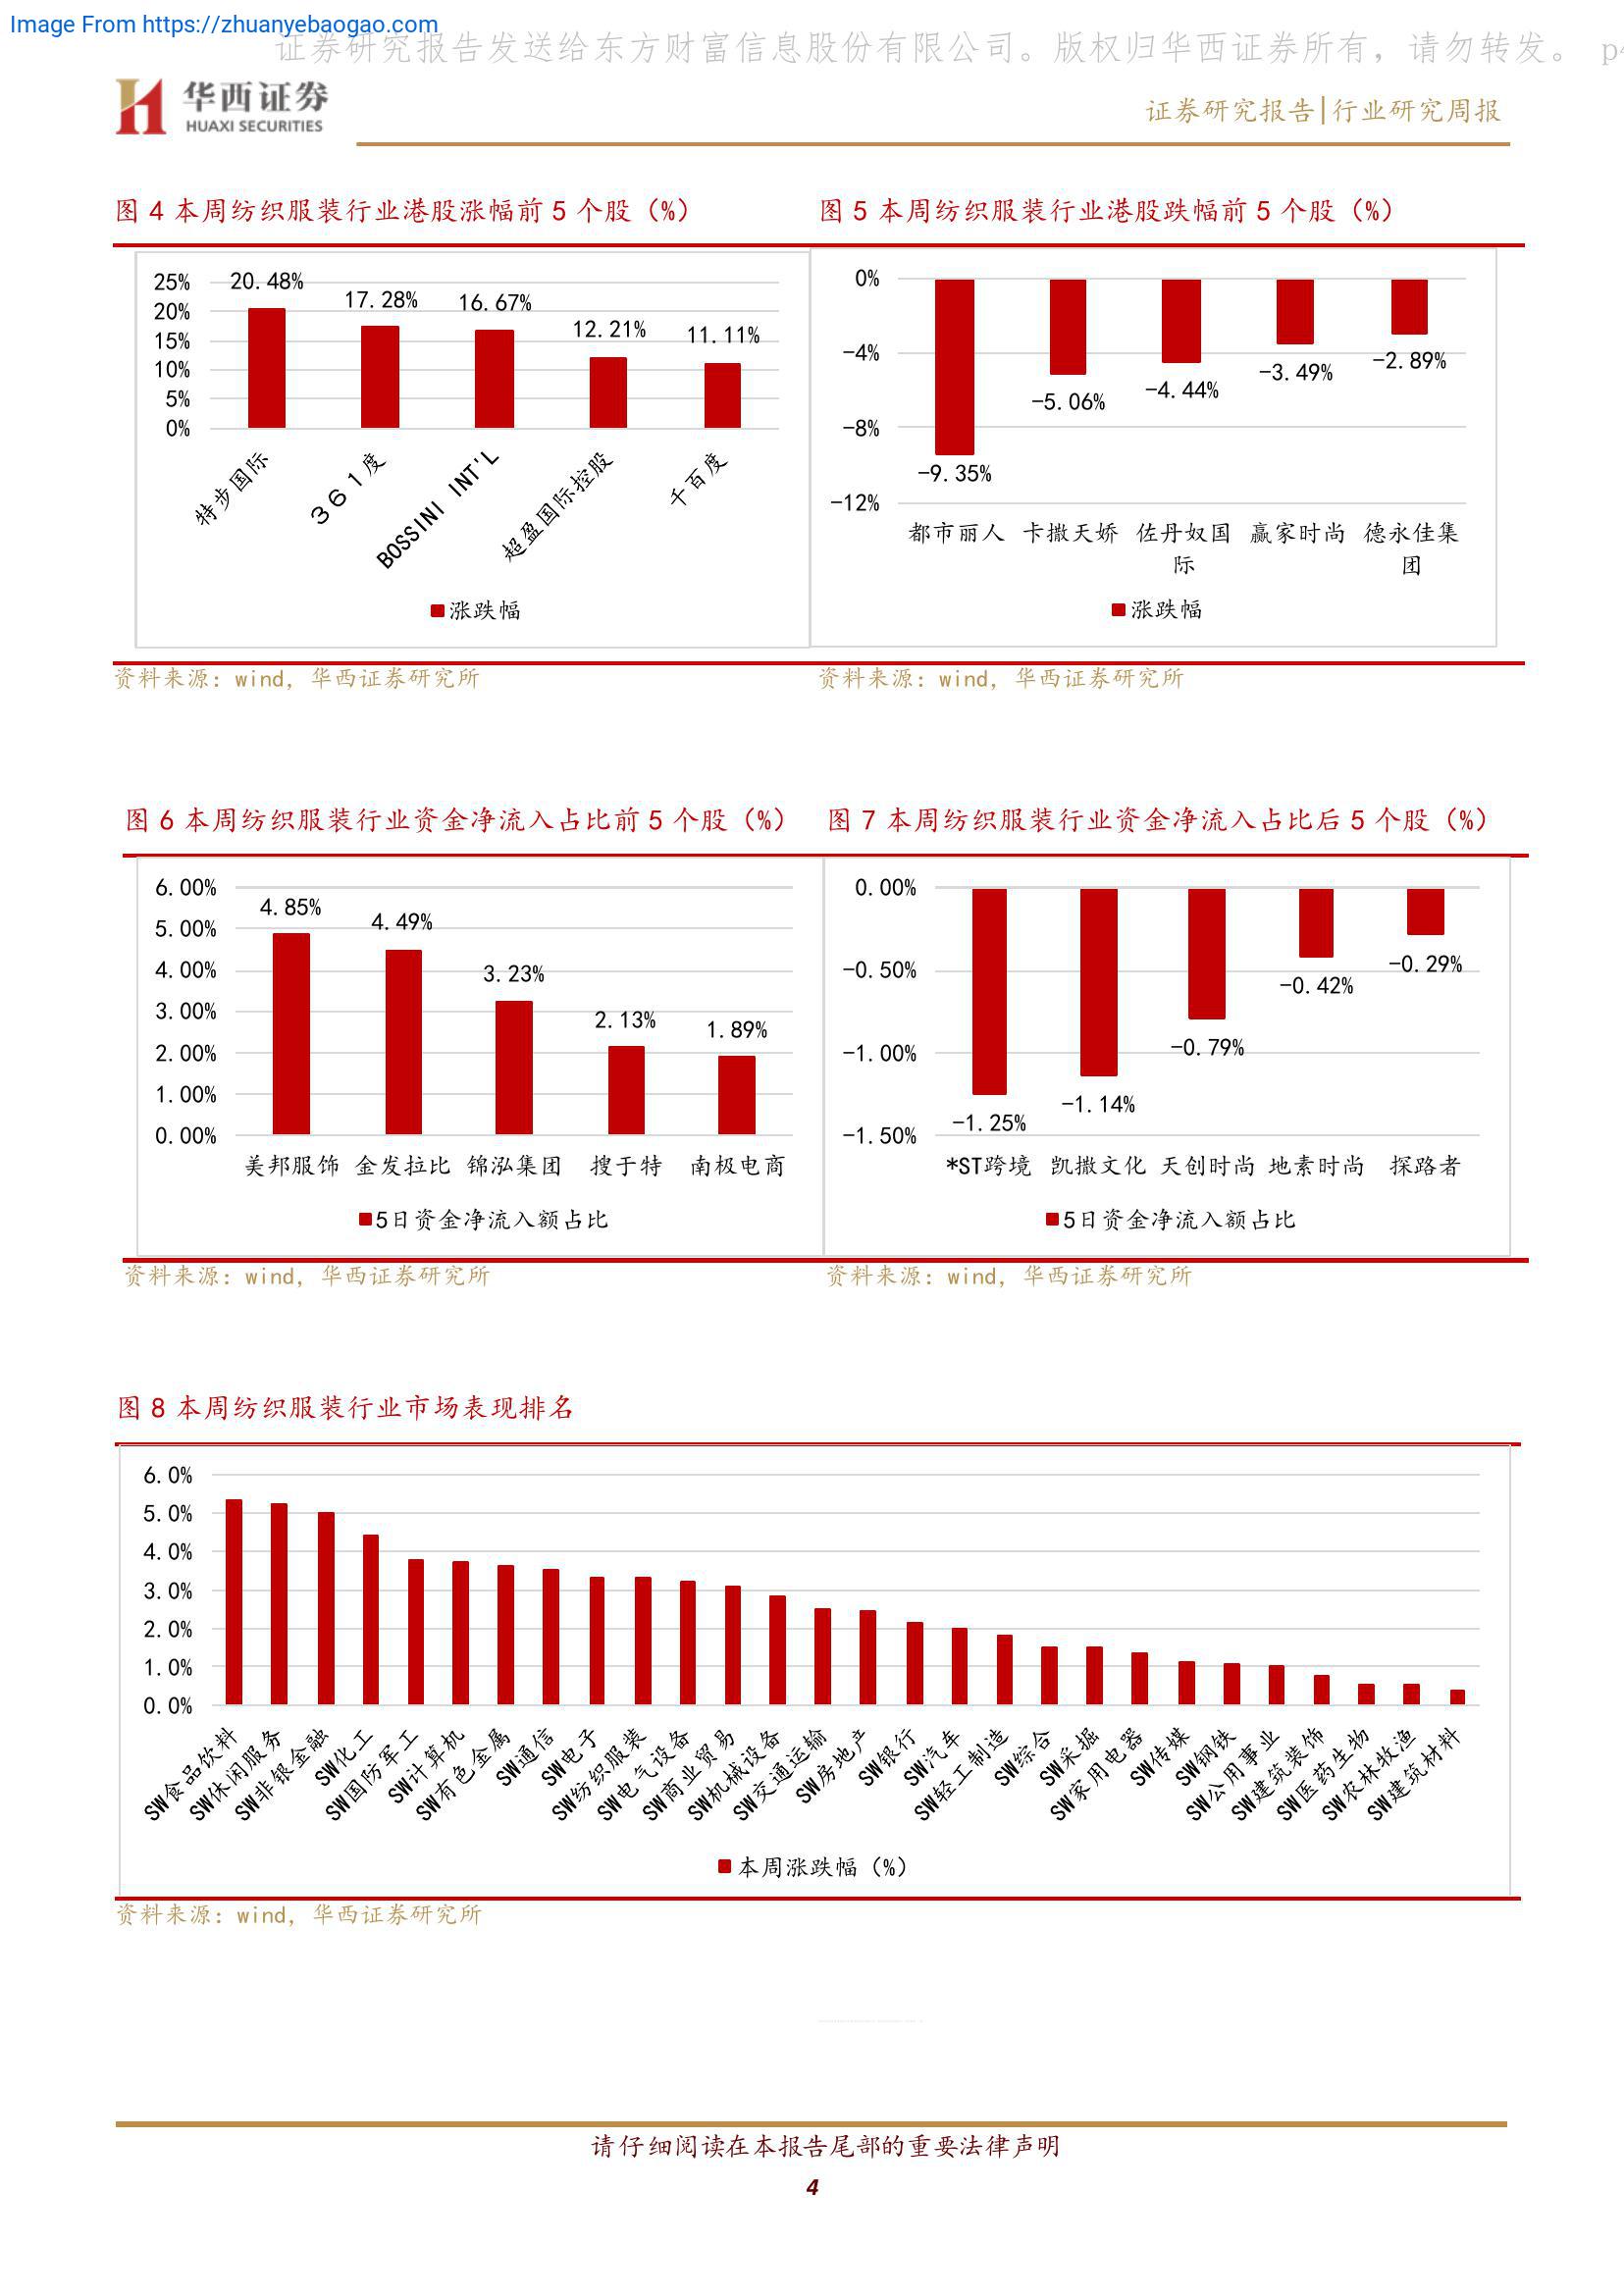 Image From https://zhuanyebaogao.com
证券研究报告发送给东方财富信息股份有限公司。版权归华西证券所有，请勿转发。 p4
华西证券
HUAXI SECURITIES
证券研究报告|行业研究周报
图 4 本周纺织服装行业港股涨幅前 5 个股（%）
25%
20%
15%
10%
5%
0%
20.48%
17.28%
16.67%
12.21%
11.11%
特步国际
３６１度
BOSSINI INT'L
超盈国际控股
千百度
涨跌幅
资料来源：wind，华西证券研究所
图 5 本周纺织服装行业港股跌幅前 5 个股（%）
0%
-4%
-8%
-12%
-9.35%
-5.06%
-4.44%
-3.49%
-2.89%
都市丽人
卡撒天娇
佐丹奴国
际
赢家时尚
德永佳集
团
涨跌幅
资料来源：wind，华西证券研究所
图 6 本周纺织服装行业资金净流入占比前 5 个股（%）
6.00%
5.00%
4.00%
3.00%
2.00%
1.00%
0.00%
4.85%
4.49%
3.23%
2.13%
1.89%
美邦服饰 金发拉比 锦泓集团 搜于特 南极电商
5日资金净流入额占比
资料来源：wind，华西证券研究所
图 7 本周纺织服装行业资金净流入占比后 5 个股（%）
0.00%
-0.50%
-1.00%
-1.50%
-1.25%
-1.14%
-0.79%
-0.42%
-0.29%
*ST跨境 凯撒文化 天创时尚 地素时尚 探路者
5日资金净流入额占比
资料来源：wind，华西证券研究所
图 8 本周纺织服装行业市场表现排名
6.0%
5.0%
4.0%
3.0%
2.0%
1.0%
0.0%
SW食品饮料
SW休闲服务
SW非银金融
SW化工
SW国防军工
SW计算机
SW有色金属
SW通信
SW电子
SW纺织服装
SW电气设备
SW商业贸易
SW机械设备
SW交通运输
SW房地产
SW银行
SW汽车
SW轻工制造
SW综合
SW采掘
SW家用电器
SW传媒
SW钢铁
SW公用事业
SW建筑装饰
SW医药生物
SW农林牧渔
SW建筑材料
本周涨跌幅（%）
资料来源：wind，华西证券研究所
请仔细阅读在本报告尾部的重要法律声明
4